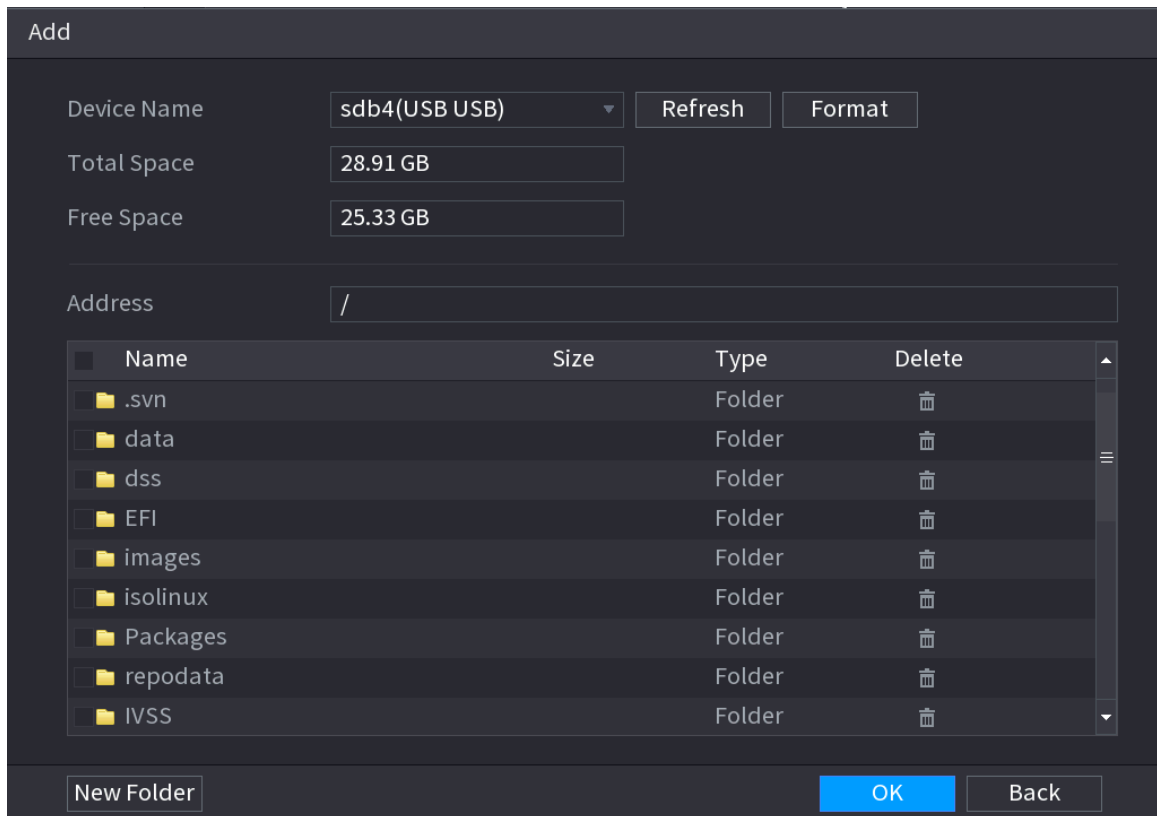 Add
Device Name sdb4(USB USB) Refresh Format
Total Space 28.91 GB
Free Space 25.33 GB
Address /
Name Size Type Delete
.svn Folder
data Folder
dss Folder
EFI Folder
images Folder
isolinux Folder
Packages Folder
repodata Folder
IVSS Folder
New Folder OK Back